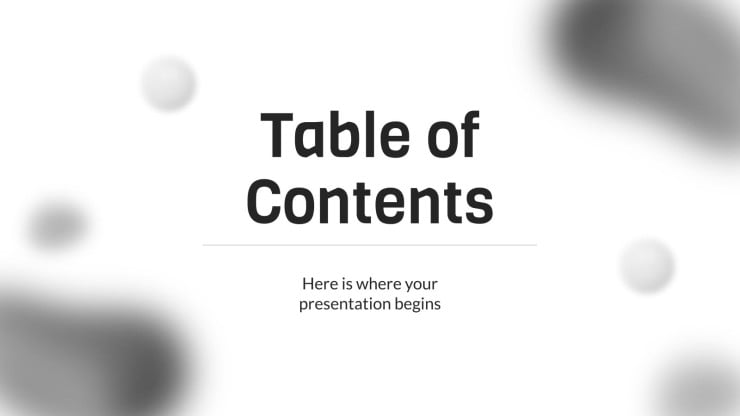 Table of
Contents
Here is where your
presentation begins